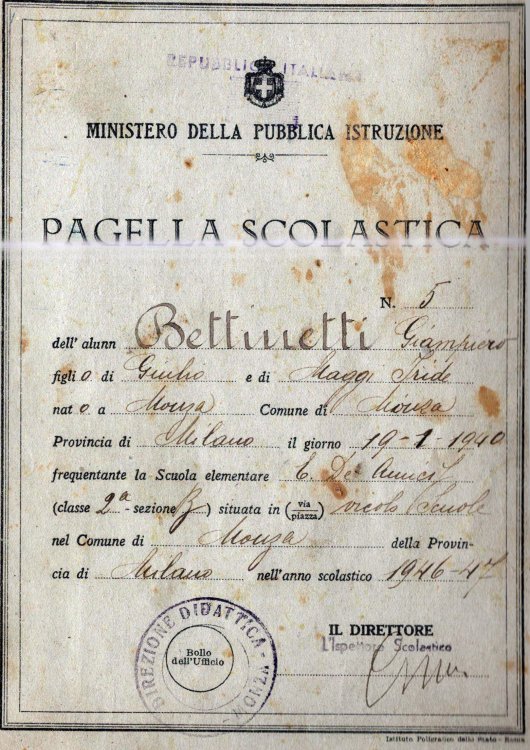 REPUBBLICA ITALIANA
MINISTERO DELLA PUBBLICA ISTRUZIONE
PAGELLA SCOLASTICA
N. 5
dell' alunn Bettinetti Giampiero
figlio di Giulio e di Maggi Iride
nato a Monza Comune di Monza
Provincia di Milano il giorno 19-1-1940
frequentante la Scuola elementare E. De Amicis
(classe 2a - sezione B) situata in (via/piazza) vicolo Scuole
nel Comune di Monza della Provin-
cia di Milano nell'anno scolastico 1946-47
DIREZIONE DIDATTICA
MONZA
Bollo
dell'Ufficio
IL DIRETTORE
L'Ispettore Scolastico
Istituto Poligrafico dello Stato - Roma